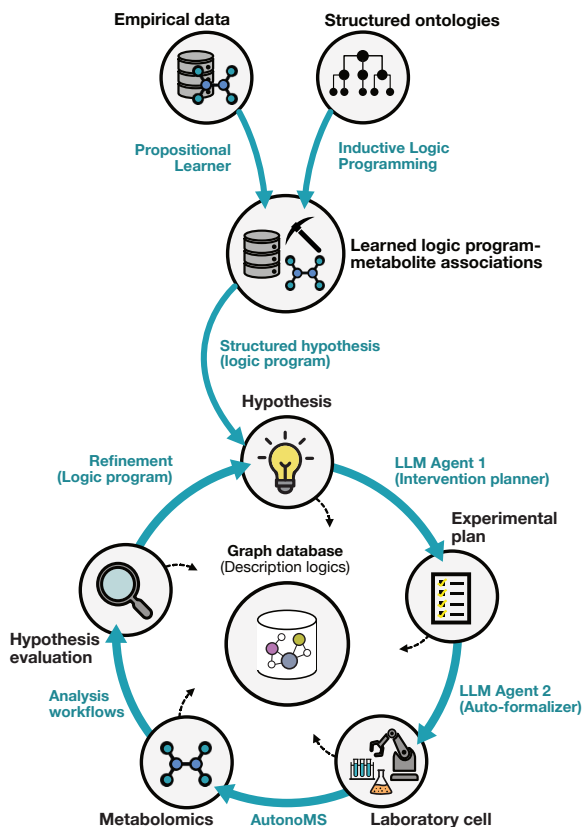 Empirical data
Structured ontologies
Propositional
Learner
Inductive Logic
Programming
Learned logic program-
metabolite associations
Structured hypothesis
(logic program)
Hypothesis
Refinement
(Logic program)
LLM Agent 1
(Intervention planner)
Experimental
plan
Graph database
(Description logics)
Hypothesis
evaluation
LLM Agent 2
(Auto-formalizer)
Analysis
workflows
Metabolomics
AutonoMS
Laboratory cell